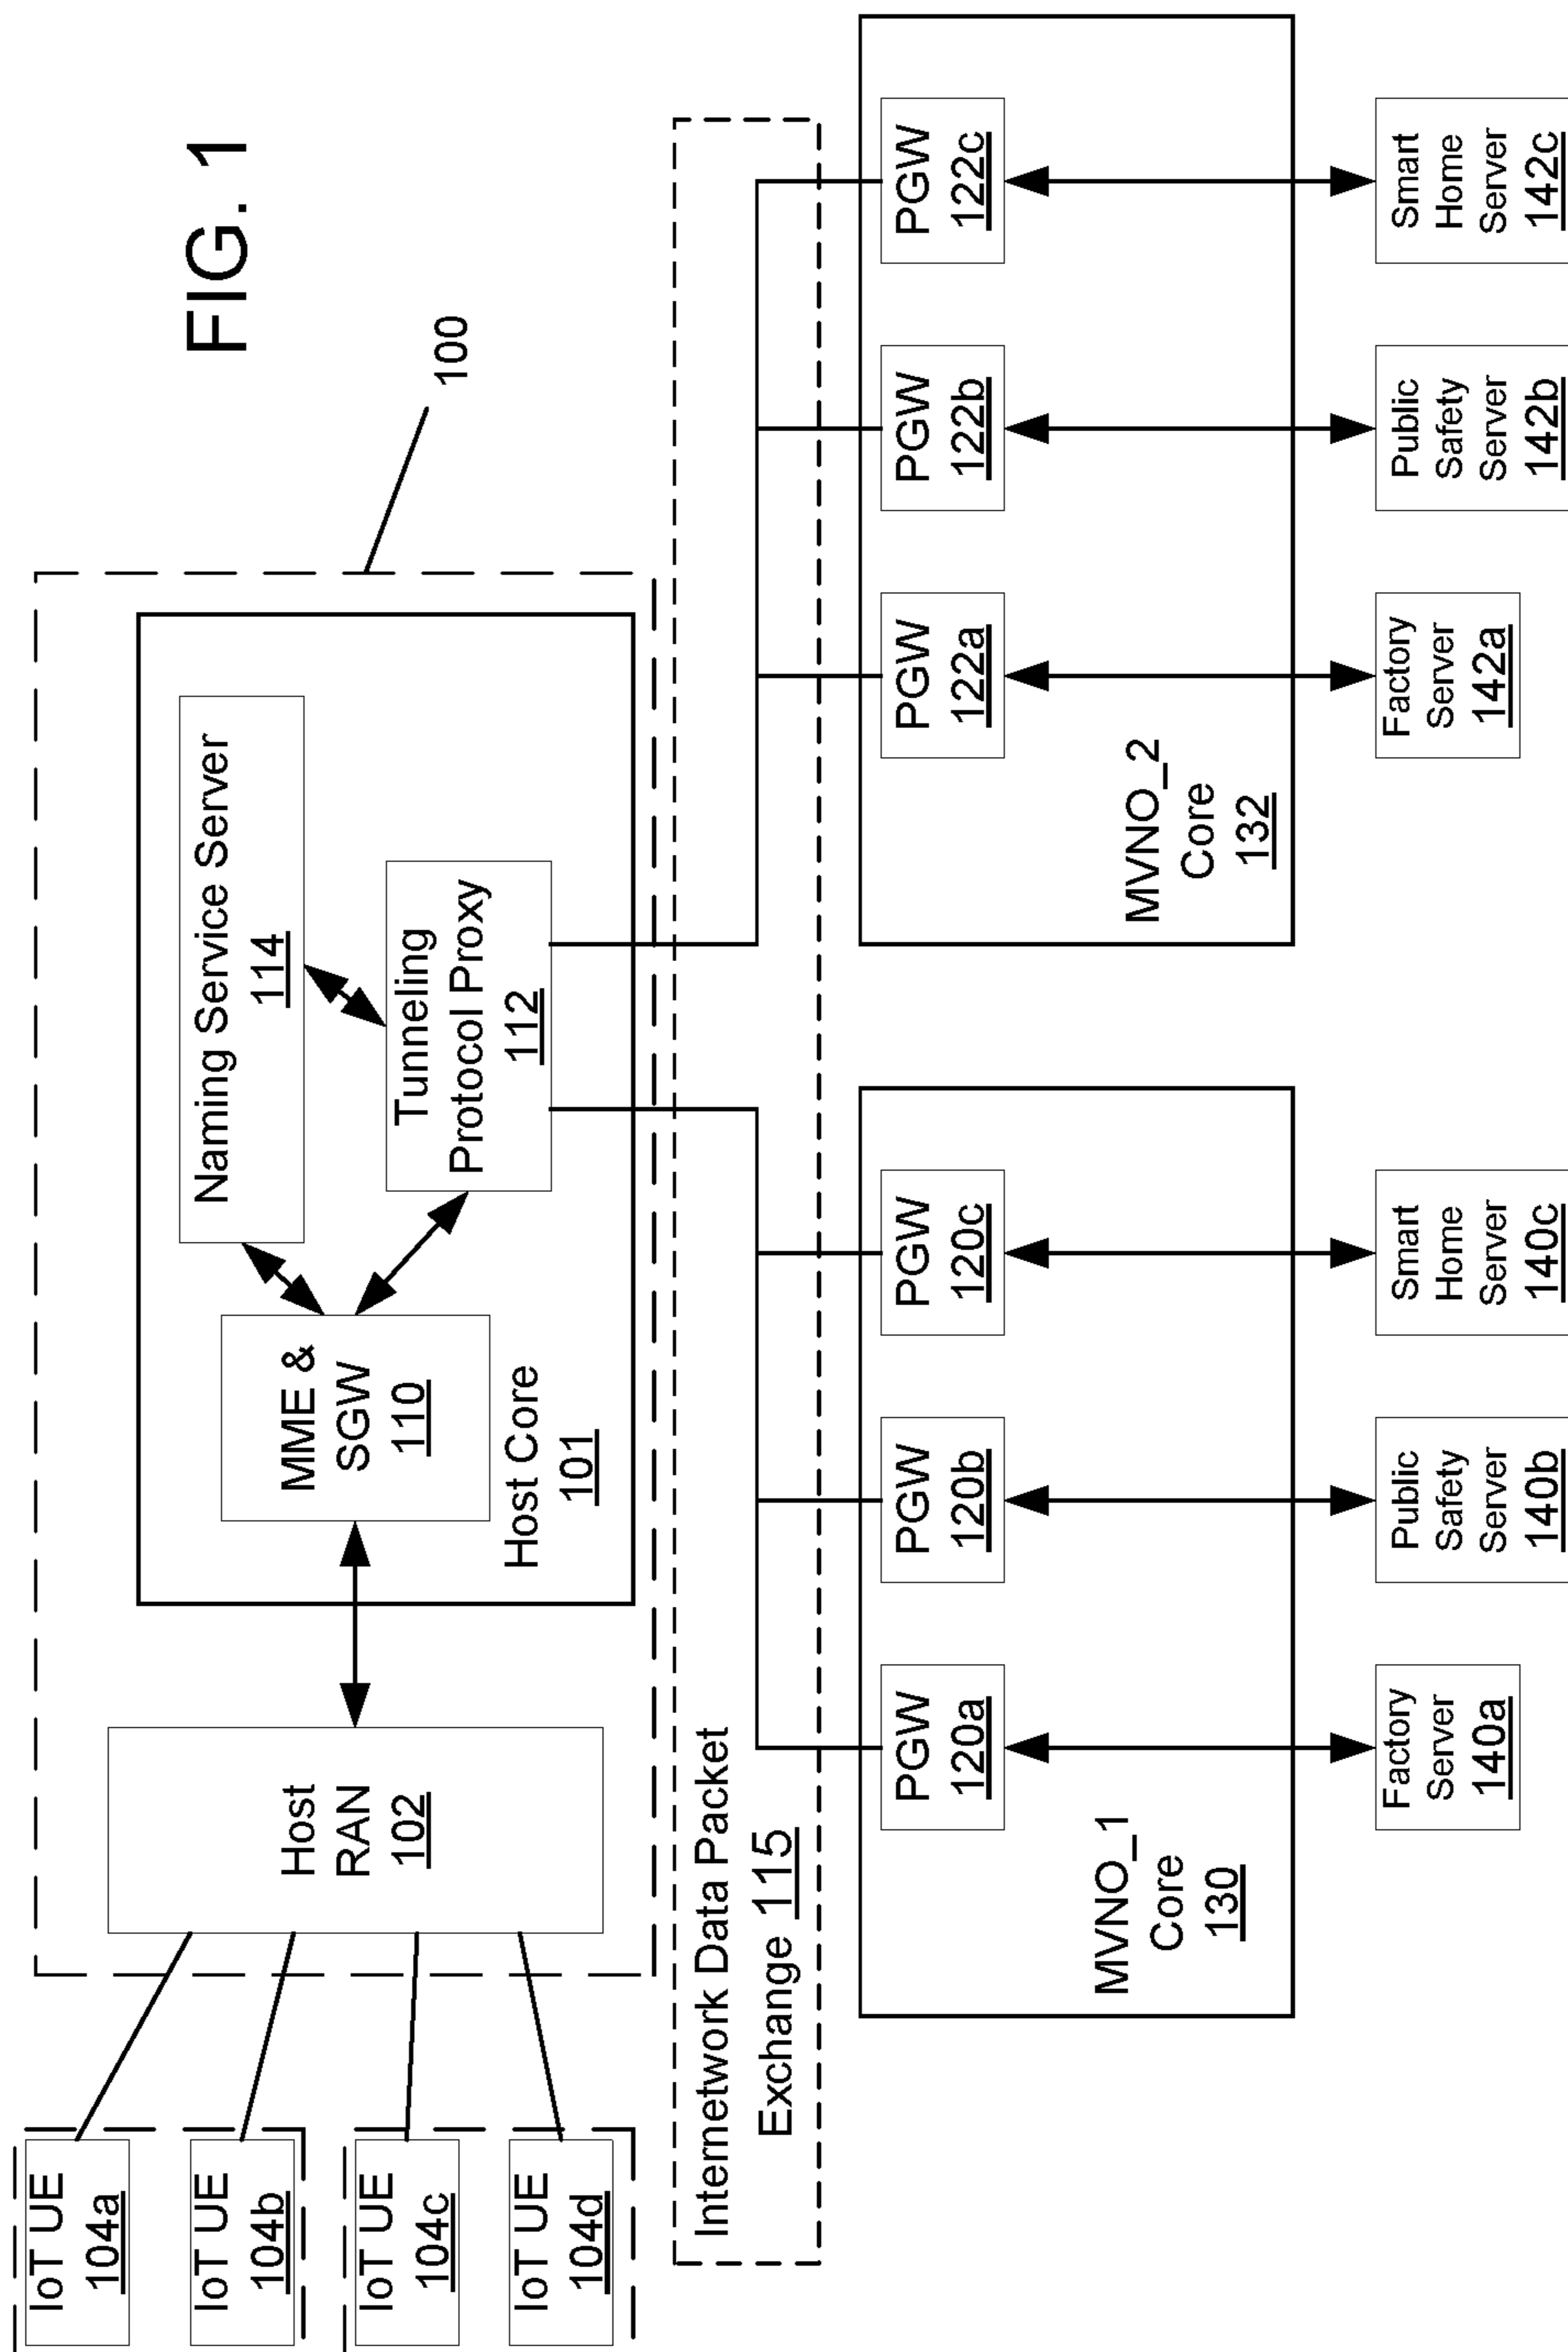 FIG. 1
100
IoT UE
104a
IoT UE
104b
IoT UE
104c
IoT UE
104d
Host
RAN
102
MME &
SGW
110
Host Core
101
Naming Service Server
114
Tunneling
Protocol Proxy
112
Internetwork Data Packet
Exchange 115
PGW
120a
PGW
120b
PGW
120c
MVNO_1
Core
130
PGW
122a
PGW
122b
PGW
122c
MVNO_2
Core
132
Factory
Server
140a
Public
Safety
Server
140b
Smart
Home
Server
140c
Factory
Server
142a
Public
Safety
Server
142b
Smart
Home
Server
142c